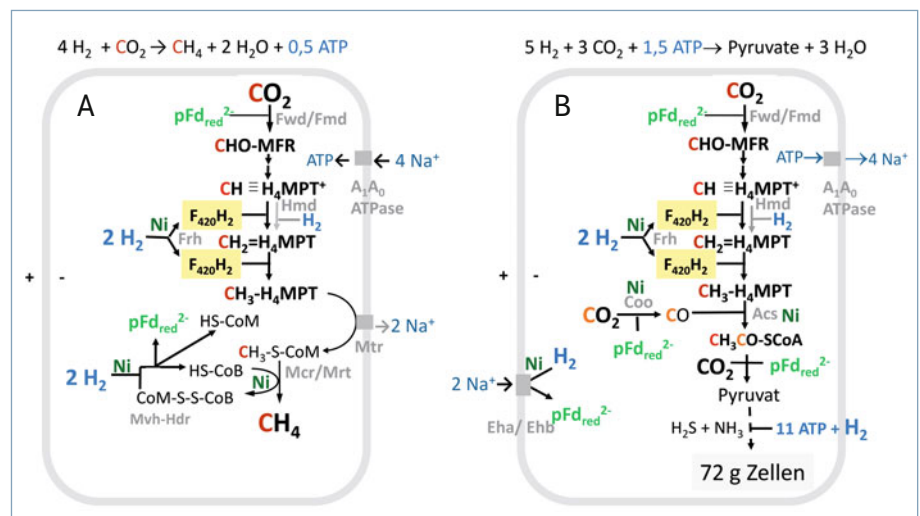 4 H₂ + CO₂ → CH₄ + 2 H₂O + 0,5 ATP
A
CO₂
pFdred²⁻
Fwd/Fmd
CHO-MFR
ATP ← ← 4 Na⁺
A₁A₀
ATPase
CH ≡H₄MPT⁺
Hmd
H₂
Ni
F₄₂₀H₂
2 H₂
Frh
CH₂=H₄MPT
F₄₂₀H₂
+ -
CH₃-H₄MPT
pFdred²⁻
HS-CoM
→2 Na⁺
Mtr
CH₃-S-CoM
Ni
2 H₂
HS-CoB
Mcr/Mrt
Ni
CoM-S-S-CoB
Mvh-Hdr
CH₄
5 H₂ + 3 CO₂ + 1,5 ATP→ Pyruvate + 3 H₂O
B
CO₂
pFdred²⁻
Fwd/Fmd
CHO-MFR
ATP→ →4 Na⁺
A₁A₀
ATPase
CH ≡H₄MPT⁺
Hmd
H₂
Ni
F₄₂₀H₂
2 H₂
Frh
CH₂=H₄MPT
F₄₂₀H₂
+ -
CH₃-H₄MPT
Ni
Coo
CO₂ → CO
Acs Ni
pFdred²⁻
CH₃CO-SCoA
CO₂
pFdred²⁻
Ni H₂
2 Na⁺→
Pyruvat
Eha/ Ehb
pFdred²⁻
H₂S + NH₃
11 ATP + H₂
72 g Zellen